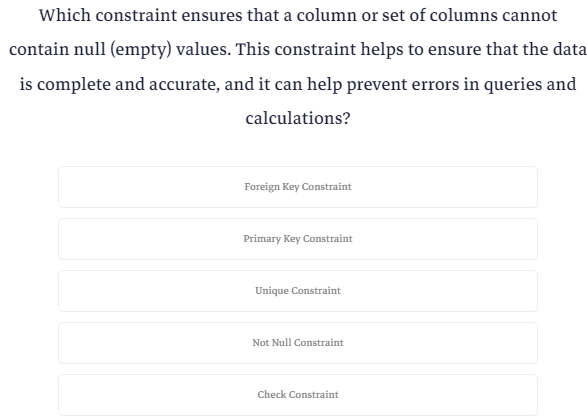 Which constraint ensures that a column or set of columns cannot
contain null (empty) values. This constraint helps to ensure that the data
is complete and accurate, and it can help prevent errors in queries and
calculations?
Foreign Key Constraint
Primary Key Constraint
Unique Constraint
Not Null Constraint
Check Constraint